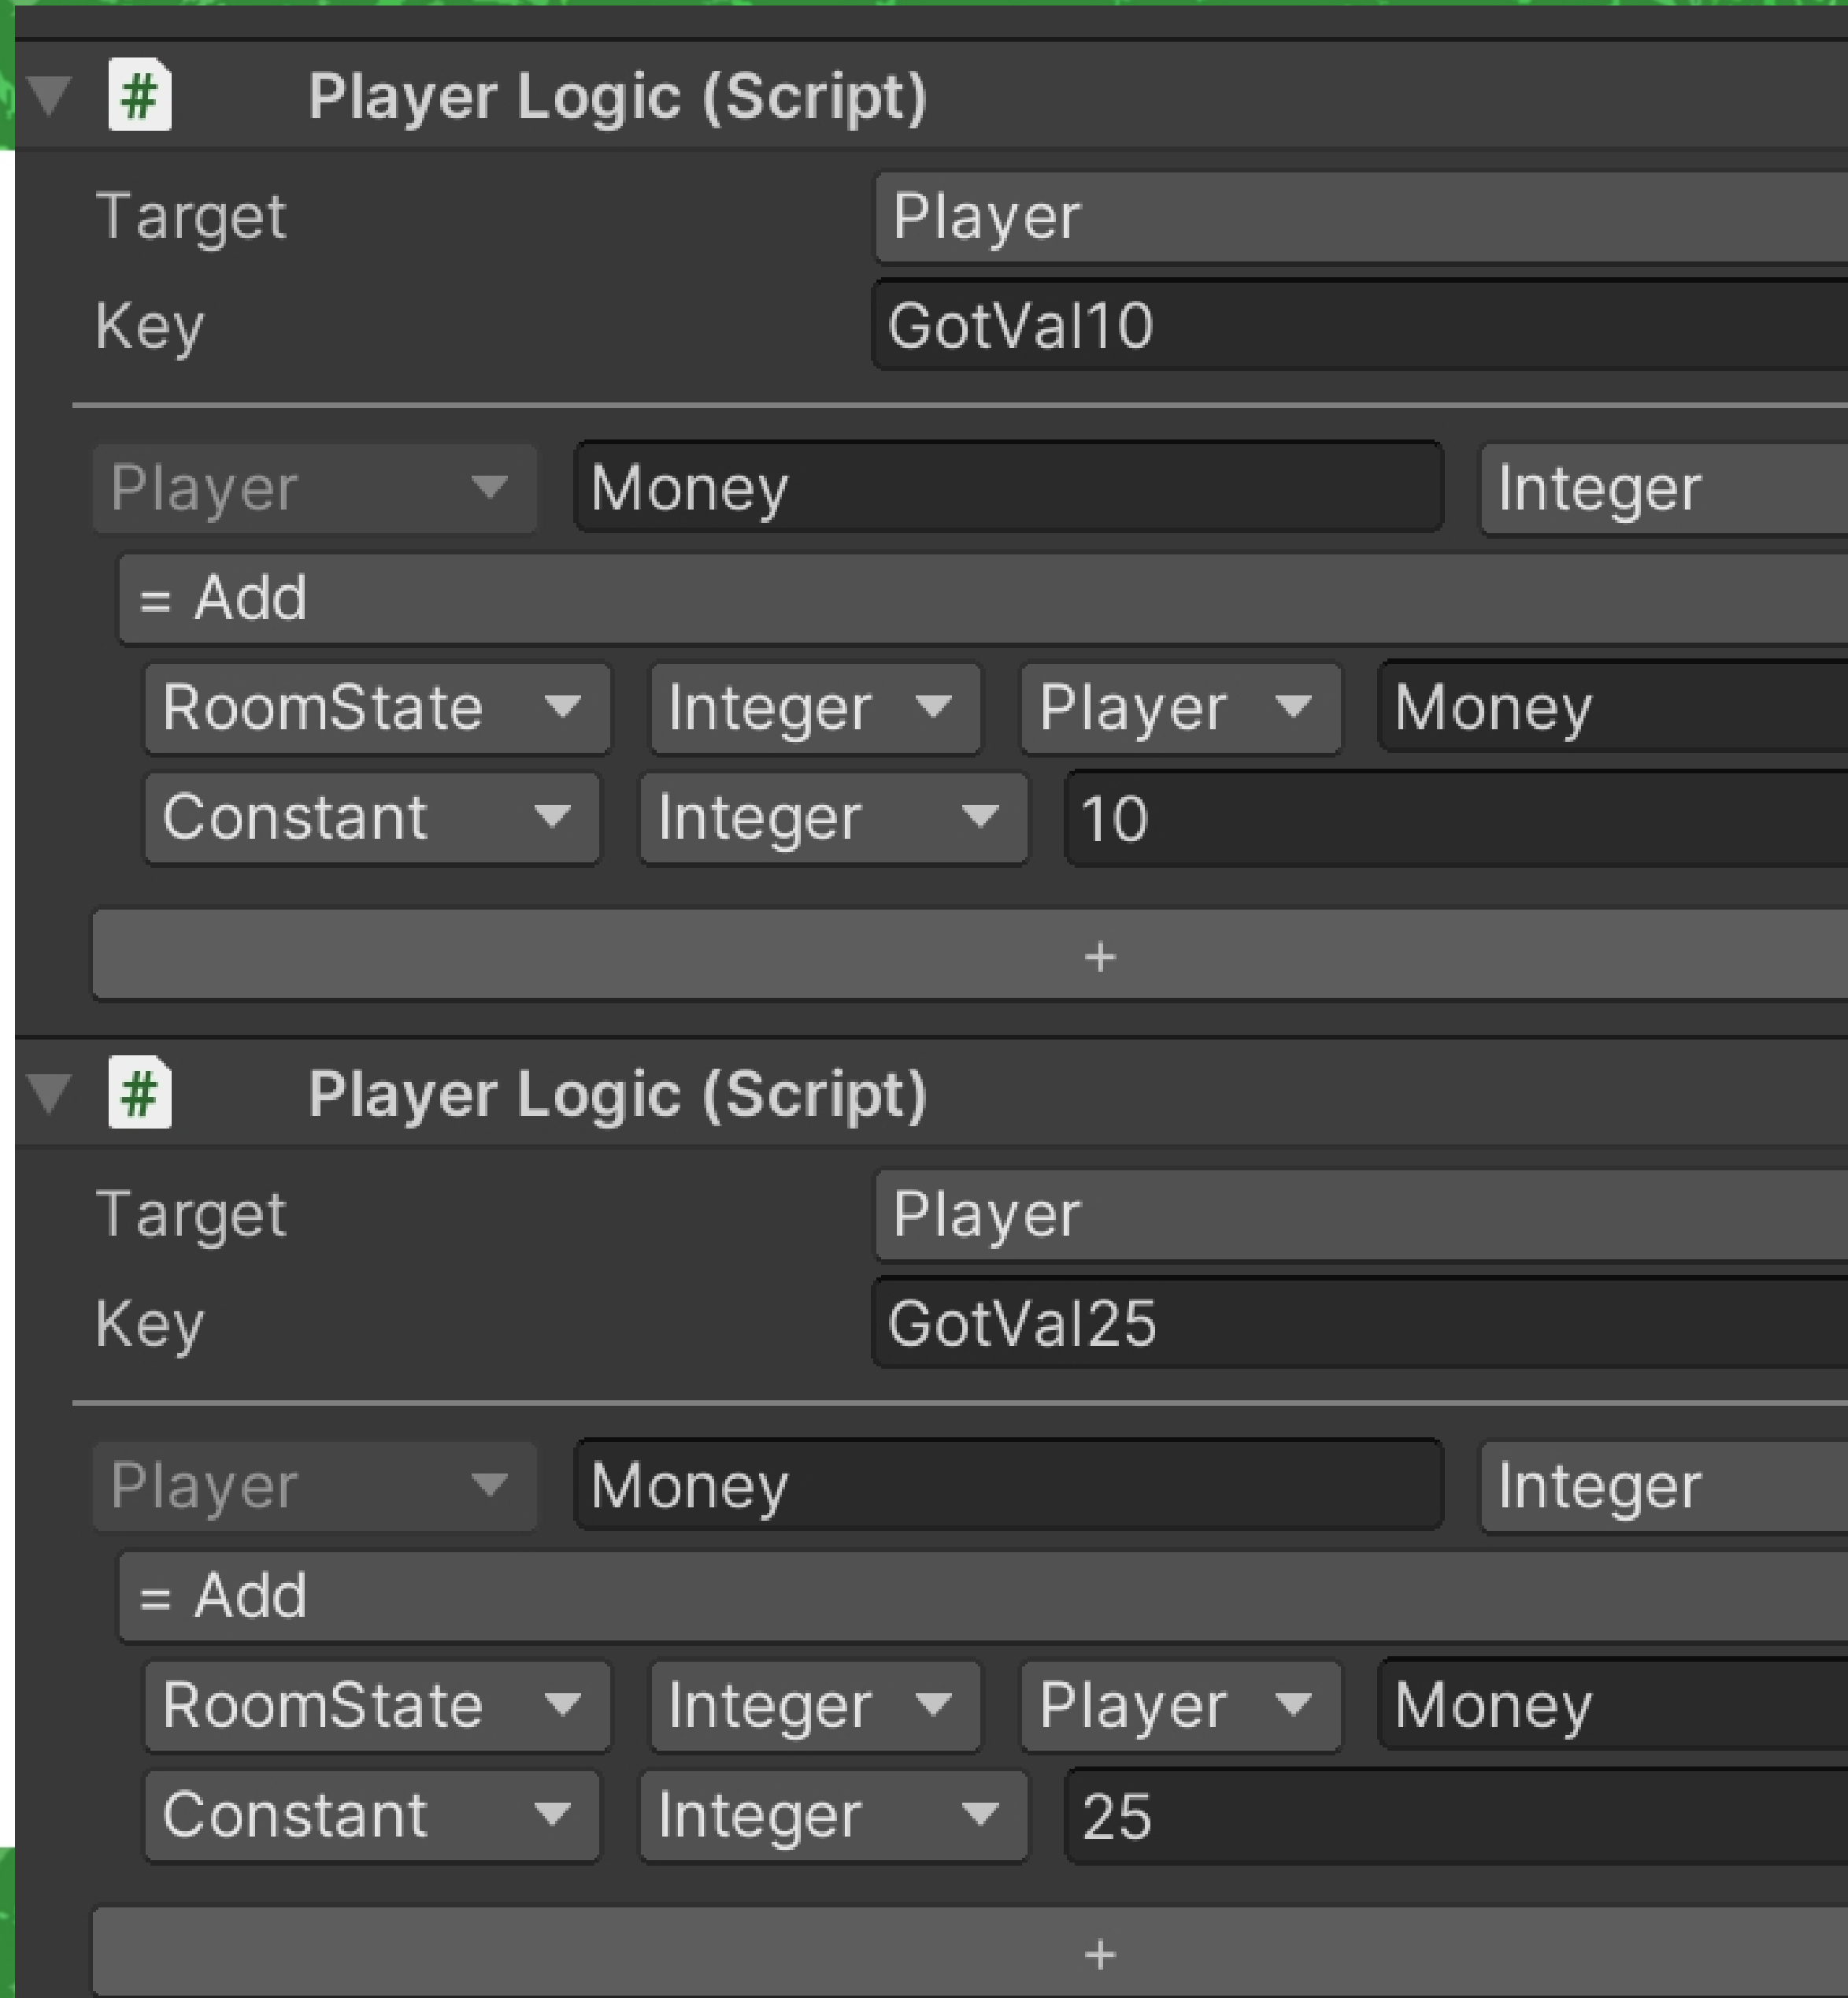 # Player Logic (Script)
Target Player
Key GotVal10
Player Money Integer
= Add
RoomState Integer Player Money
Constant Integer 10
+
# Player Logic (Script)
Target Player
Key GotVal25
Player Money Integer
= Add
RoomState Integer Player Money
Constant Integer 25
+